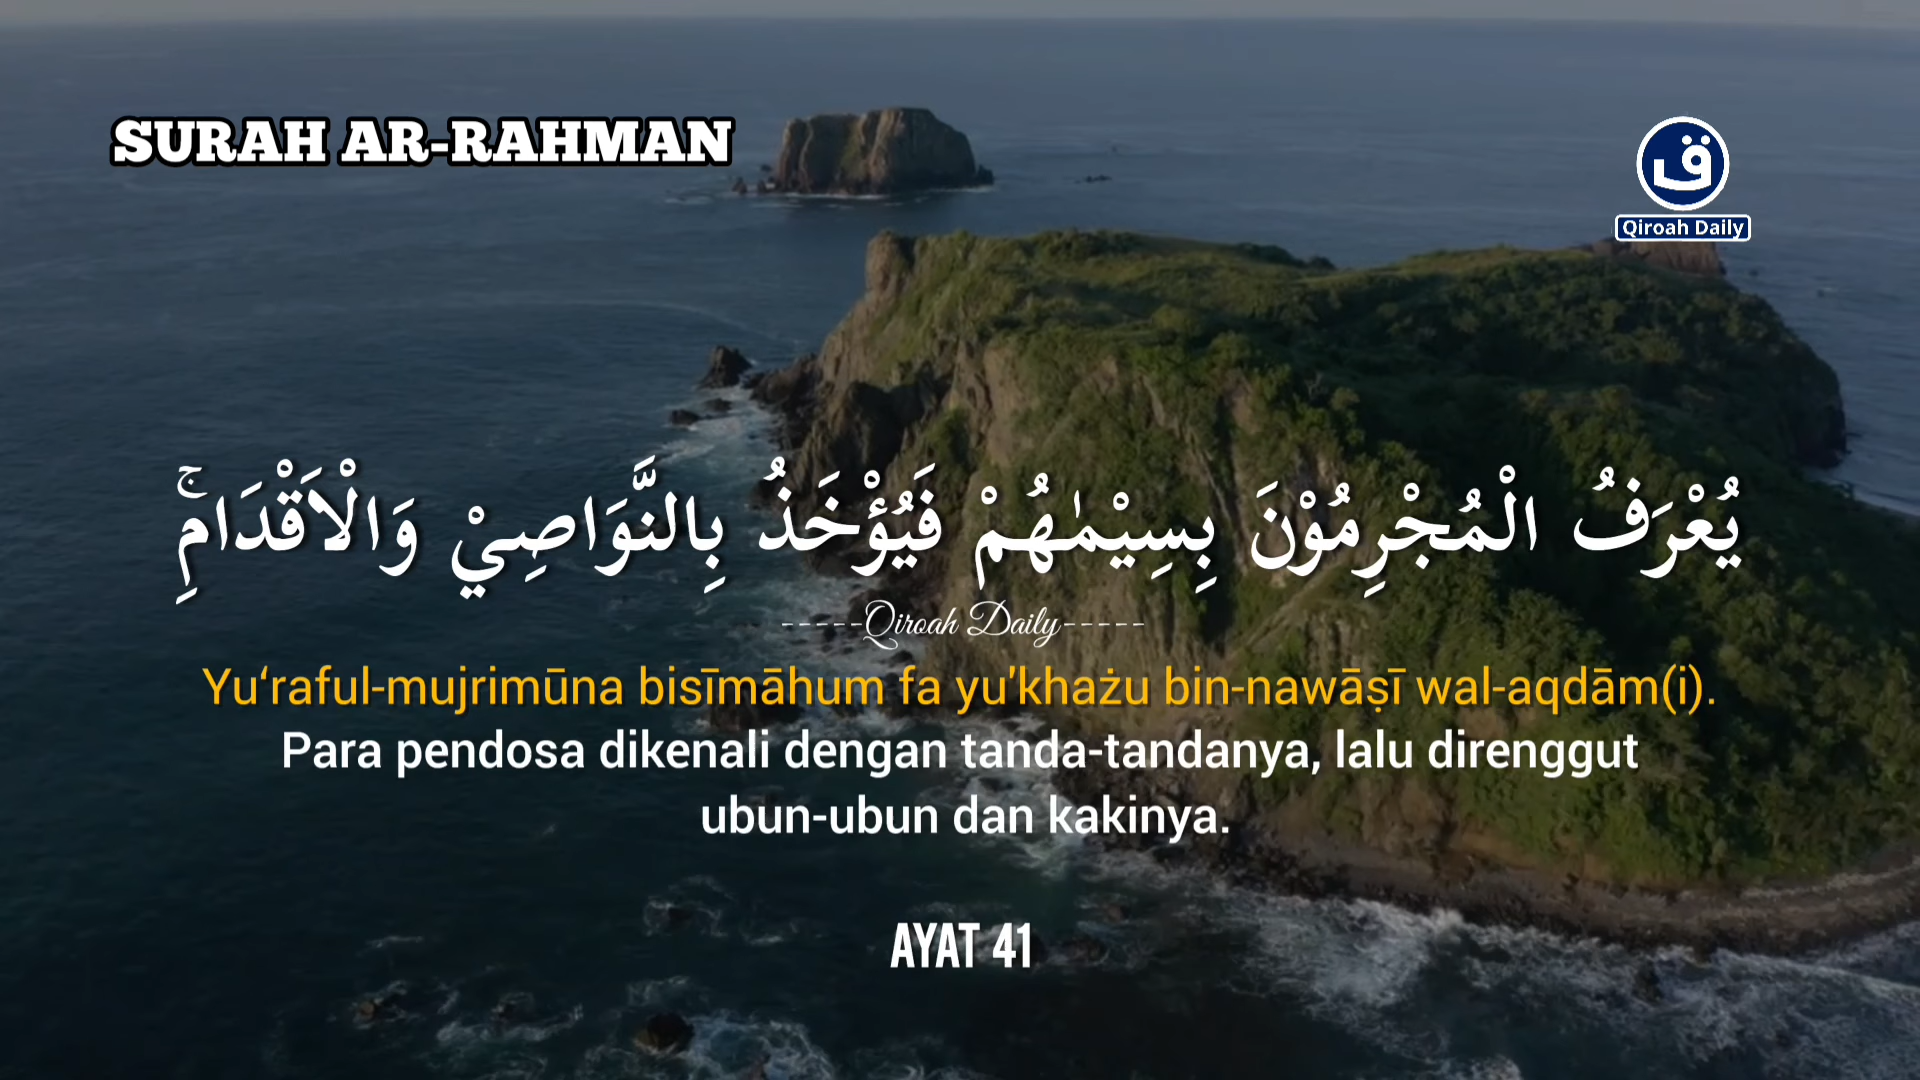 SURAH AR-RAHMAN
ق
Qiroah Daily
يُعْرَفُ الْمُجْرِمُوْنَ بِسِيْمٰهُمْ فَيُؤْخَذُ بِالنَّوَاصِيْ وَالْاَقْدَامِۚ
-----Qiroah Daily-----
Yu‘raful-mujrimūna bisīmāhum fa yu'khażu bin-nawāṣī wal-aqdām(i).
Para pendosa dikenali dengan tanda-tandanya, lalu direnggut
ubun-ubun dan kakinya.
AYAT 41